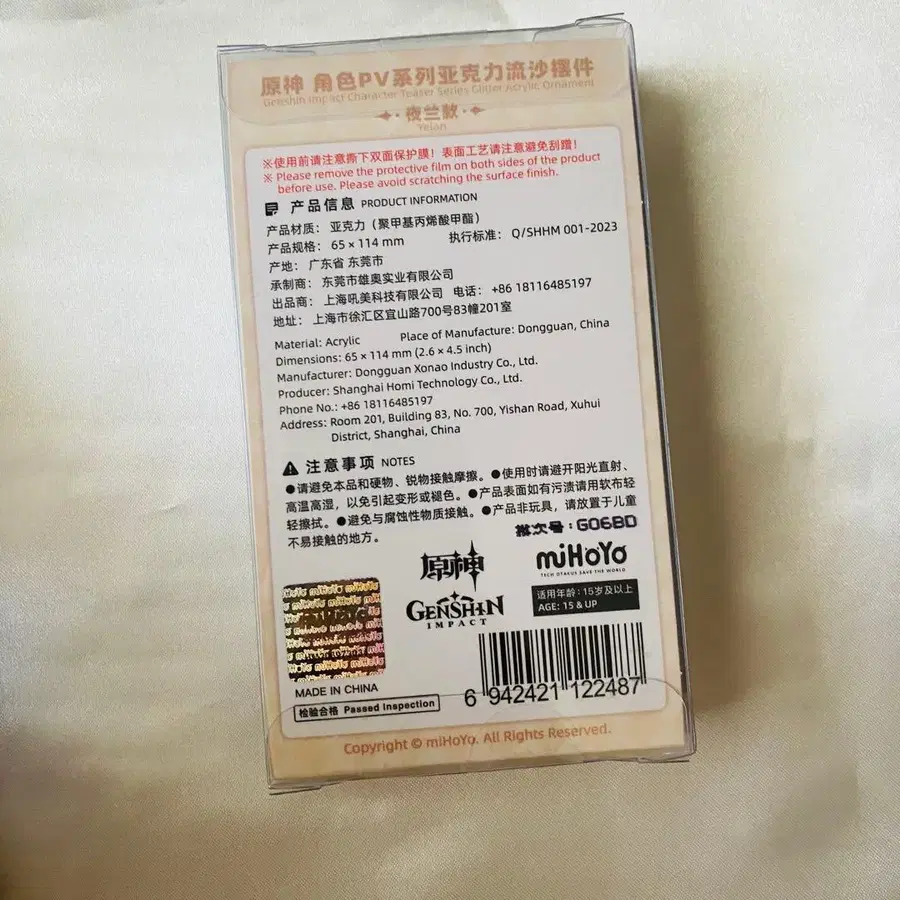 原神 角色PV系列亚克力流沙摆件
Genshin Impact Character Teaser Series Glitter Acrylic Ornament
夜兰款
Yelan
※使用前请注意撕下双面保护膜！表面工艺请注意避免刮蹭！
※ Please remove the protective film on both sides of the product
before use. Please avoid scratching the surface finish.
产品信息 PRODUCT INFORMATION
产品材质： 亚克力（聚甲基丙烯酸甲酯）
产品规格： 65 × 114 mm 执行标准： Q/SHHM 001-2023
产地： 广东省 东莞市
承制商： 东莞市雄奥实业有限公司
出品商： 上海吼美科技有限公司 电话： +86 18116485197
地址： 上海市徐汇区宜山路700号83幢201室
Material: Acrylic Place of Manufacture: Dongguan, China
Dimensions: 65 × 114 mm (2.6 × 4.5 inch)
Manufacturer: Dongguan Xonao Industry Co., Ltd.
Producer: Shanghai Homi Technology Co., Ltd.
Phone No.: +86 18116485197
Address: Room 201, Building 83, No. 700, Yishan Road, Xuhui
District, Shanghai, China
注意事项 NOTES
●请避免本品和硬物、锐物接触摩擦。●使用时请避开阳光直射、
高温高湿，以免引起变形或褪色。●产品表面如有污渍请用软布轻
轻擦拭。●避免与腐蚀性物质接触。●产品非玩具，请放置于儿童
不易接触的地方。
批次号：G06BD
原神
GENSHIN
IMPACT
miHoYo
TECH OTAKUS SAVE THE WORLD
适用年龄：15岁及以上
AGE: 15 & UP
miHoYo
MADE IN CHINA
检验合格 Passed Inspection
6 942421 122487
Copyright © miHoYo. All Rights Reserved.